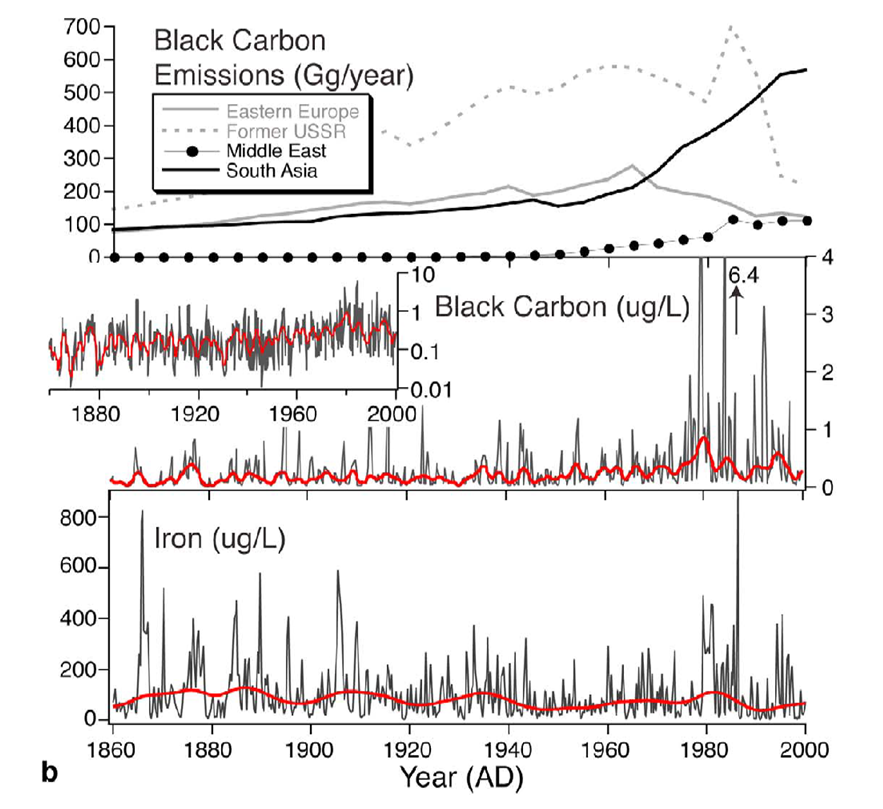 700
600
500
400
300
200
100
0
Black Carbon
Emissions (Gg/year)
Eastern Europe
Former USSR
Middle East
South Asia
4
3
2
1
0
6.4
Black Carbon (ug/L)
10
1
0.1
0.01
1880 1920 1960 2000
800
600
400
200
0
Iron (ug/L)
1860 1880 1900 1920 1940 1960 1980 2000
Year (AD)
b